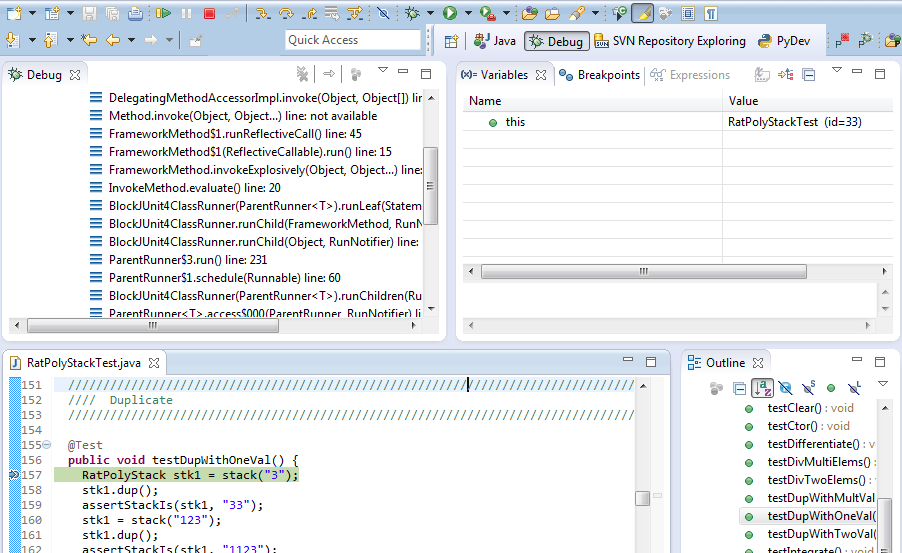 Quick Access
Java
Debug
SVN Repository Exploring
PyDev
Debug
DelegatingMethodAccessorImpl.invoke(Object, Object[]) lin
Method.invoke(Object, Object...) line: not available
FrameworkMethod$1.runReflectiveCall() line: 45
FrameworkMethod$1(ReflectiveCallable).run() line: 15
FrameworkMethod.invokeExplosively(Object, Object...) line:
InvokeMethod.evaluate() line: 20
BlockJUnit4ClassRunner(ParentRunner<T>).runLeaf(Statem
BlockJUnit4ClassRunner.runChild(FrameworkMethod, RunN
BlockJUnit4ClassRunner.runChild(Object, RunNotifier) line:
ParentRunner$3.run() line: 231
ParentRunner$1.schedule(Runnable) line: 60
BlockJUnit4ClassRunner(ParentRunner<T>).runChildren(Ru
ParentRunner<T>.access$000(ParentRunner, RunNotifier) li
(x)= Variables
Breakpoints
Expressions
Name Value
this RatPolyStackTest (id=33)
RatPolyStackTest.java
151 //////////////////////////////////////////////////////////////////////////////////
152 //// Duplicate
153 //////////////////////////////////////////////////////////////////////////////////
154
155 @Test
156 public void testDupWithOneVal() {
157 RatPolyStack stk1 = stack("3");
158 stk1.dup();
159 assertStackIs(stk1, "33");
160 stk1 = stack("123");
161 stk1.dup();
162 assertStackIs(stk1, "1123");
Outline
testClear() : void
testCtor() : void
testDifferentiate() : v
testDivMultiElems() :
testDivTwoElems() :
testDupWithMultVal
testDupWithOneVal(
testDupWithTwoVal(
testIntegrate() : void